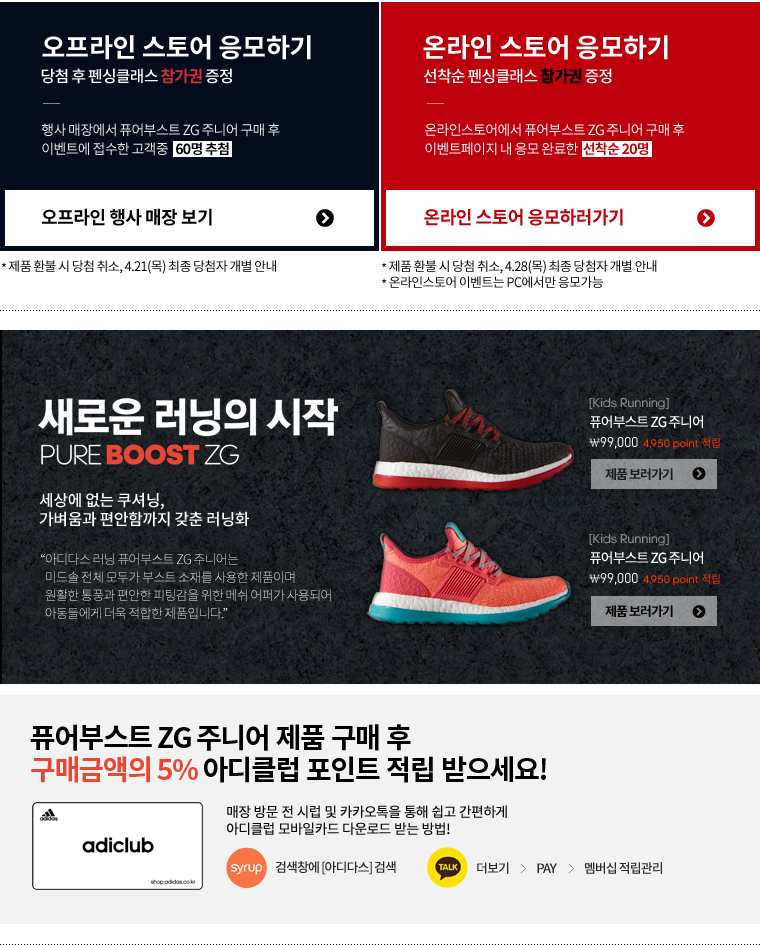 오프라인 스토어 응모하기
당첨 후 펜싱클래스 참가권 증정
행사 매장에서 퓨어부스트 ZG 주니어 구매 후
이벤트에 접수한 고객중 60명 추첨
오프라인 행사 매장 보기
* 제품 환불 시 당첨 취소, 4.21(목) 최종 당첨자 개별 안내
온라인 스토어 응모하기
선착순 펜싱클래스 참가권 증정
온라인스토어에서 퓨어부스트 ZG 주니어 구매 후
이벤트페이지 내 응모 완료한 선착순 20명
온라인 스토어 응모하러가기
* 제품 환불 시 당첨 취소, 4.28(목) 최종 당첨자 개별 안내
* 온라인스토어 이벤트는 PC에서만 응모가능
새로운 러닝의 시작
PURE BOOST ZG
세상에 없는 쿠셔닝,
가벼움과 편안함까지 갖춘 러닝화
“아디다스 러닝 퓨어부스트 ZG 주니어는
미드솔 전체 모두가 부스트 소재를 사용한 제품이며
원활한 통풍과 편안한 피팅감을 위한 메쉬 어퍼가 사용되어
아동들에게 더욱 적합한 제품입니다.”
[Kids Running]
퓨어부스트 ZG 주니어
₩99,000 4,950 point 적립
제품 보러가기
[Kids Running]
퓨어부스트 ZG 주니어
₩99,000 4,950 point 적립
제품 보러가기
퓨어부스트 ZG 주니어 제품 구매 후
구매금액의 5% 아디클럽 포인트 적립 받으세요!
adidas
adiclub
shop.adidas.co.kr
매장 방문 전 시럽 및 카카오톡을 통해 쉽고 간편하게
아디클럽 모바일카드 다운로드 받는 방법!
syrup 검색창에 [아디다스] 검색
TALK 더보기 > PAY > 멤버십 적립관리